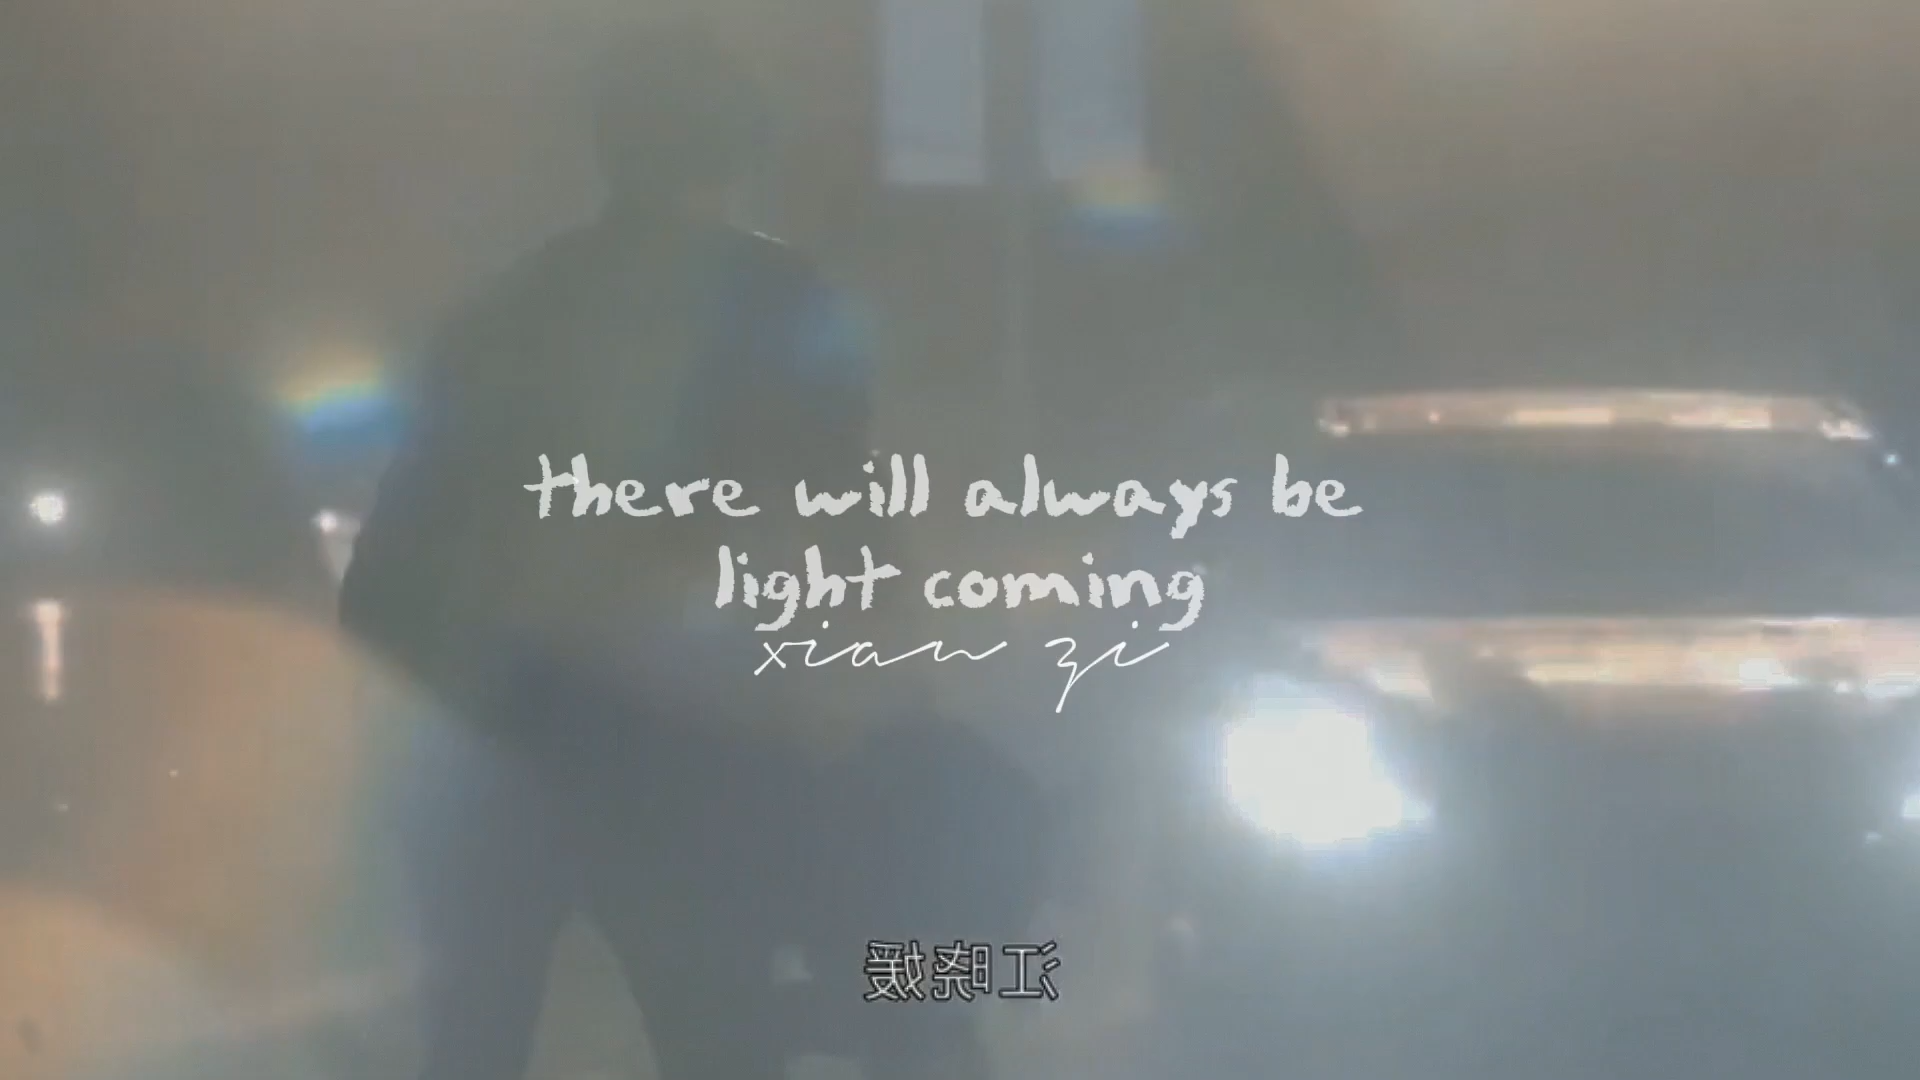 there will always be
light coming
xian zi
江晓媛